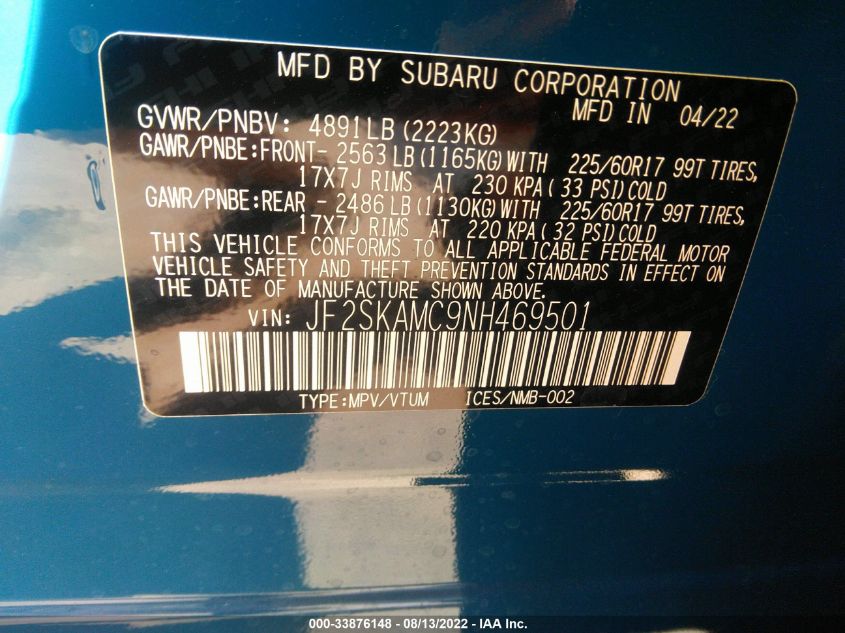 MFD BY SUBARU CORPORATION
MFD IN 04/22
GVWR/PNBV: 4891LB (2223KG)
GAWR/PNBE:FRONT- 2563 LB (1165KG) WITH 225/60R17 99T TIRES,
17X7J RIMS AT 230 KPA ( 33 PSI) COLD
GAWR/PNBE:REAR - 2486 LB (1130KG) WITH 225/60R17 99T TIRES,
17X7J RIMS AT 220 KPA ( 32 PSI) COLD
THIS VEHICLE CONFORMS TO ALL APPLICABLE FEDERAL MOTOR
VEHICLE SAFETY AND THEFT PREVENTION STANDARDS IN EFFECT ON
THE DATE OF MANUFACTURE SHOWN ABOVE.
VIN: JF2SKAMC9NH469501
TYPE:MPV/VTUM ICES/NMB-002
000-33876148 - 08/13/2022 - IAA Inc.